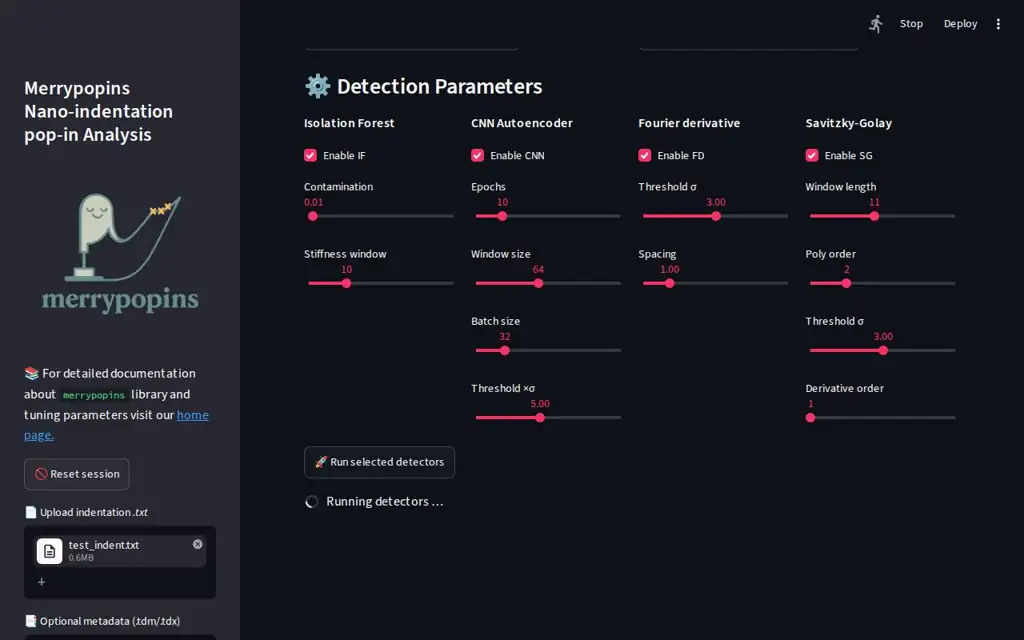 Stop
Deploy
Merrypopins
Nano-indentation
pop-in Analysis
merrypopins
📚 For detailed documentation
about merrypopins library and
tuning parameters visit our home
page.
🚫 Reset session
📄 Upload indentation .txt
test_indent.txt
0.6MB
+
📑 Optional metadata (.tdm/.tdx)
⚙️ Detection Parameters
Isolation Forest
Enable IF
Contamination
0.01
Stiffness window
10
CNN Autoencoder
Enable CNN
Epochs
10
Window size
64
Batch size
32
Threshold ×σ
5.00
Fourier derivative
Enable FD
Threshold σ
3.00
Spacing
1.00
Savitzky-Golay
Enable SG
Window length
11
Poly order
2
Threshold σ
3.00
Derivative order
1
🚀 Run selected detectors
Running detectors …